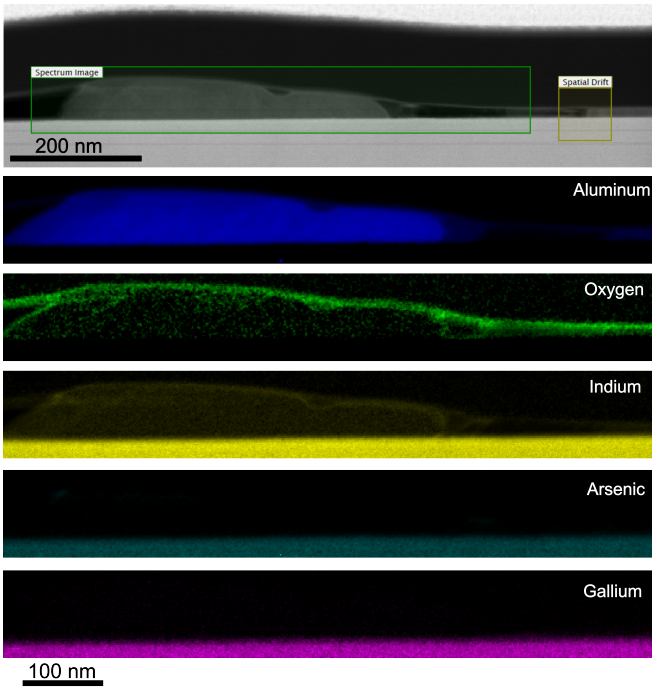 Spectrum Image
Spatial Drift
200 nm
Aluminum
Oxygen
Indium
Arsenic
Gallium
100 nm